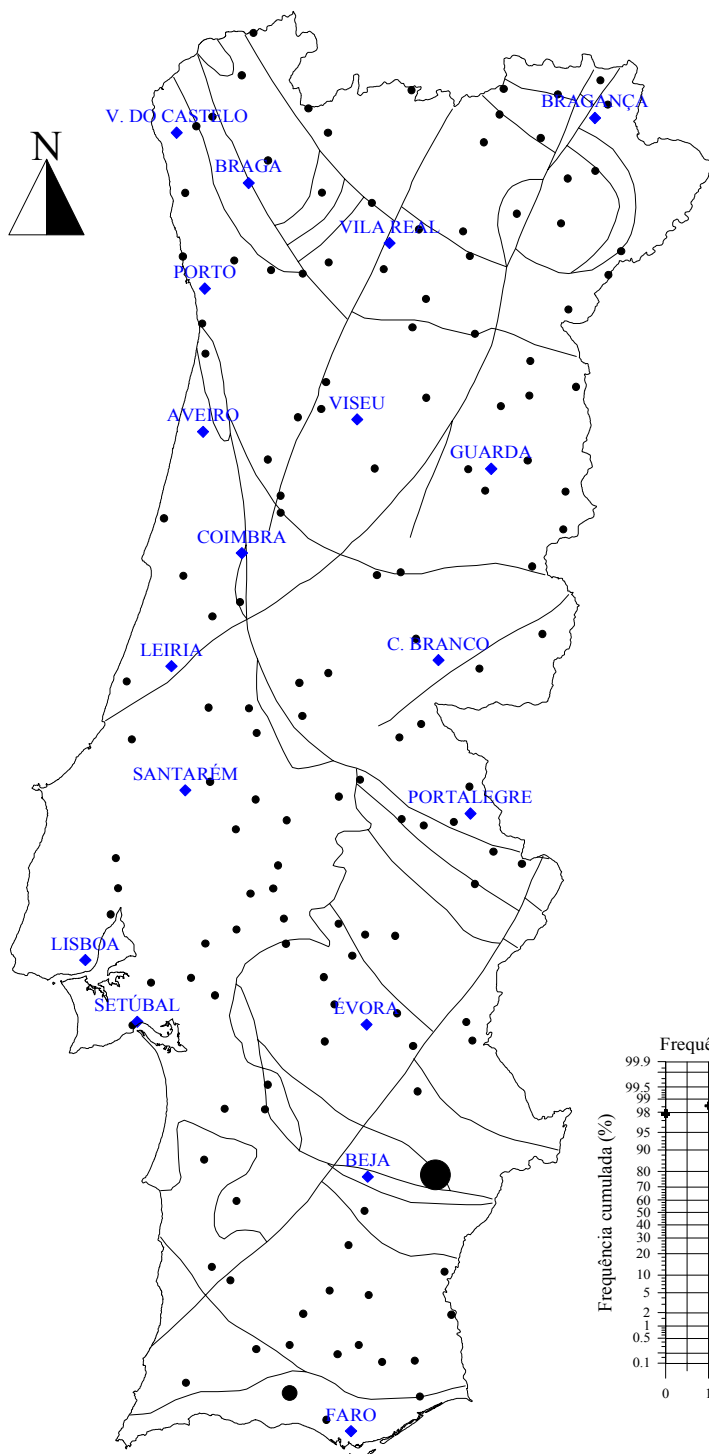 BRAGANÇA
V. DO CASTELO
N
BRAGA
VILA REAL
PORTO
VISEU
AVEIRO
GUARDA
COIMBRA
C. BRANCO
LEIRIA
SANTARÉM
PORTALEGRE
LISBOA
SETÚBAL
ÉVORA
BEJA
FARO
Frequê
Frequência cumulada (%)
99.9
99.5
99
98
95
90
80
70
60
50
40
30
20
10
5
2
1
0.5
0.1
0 1